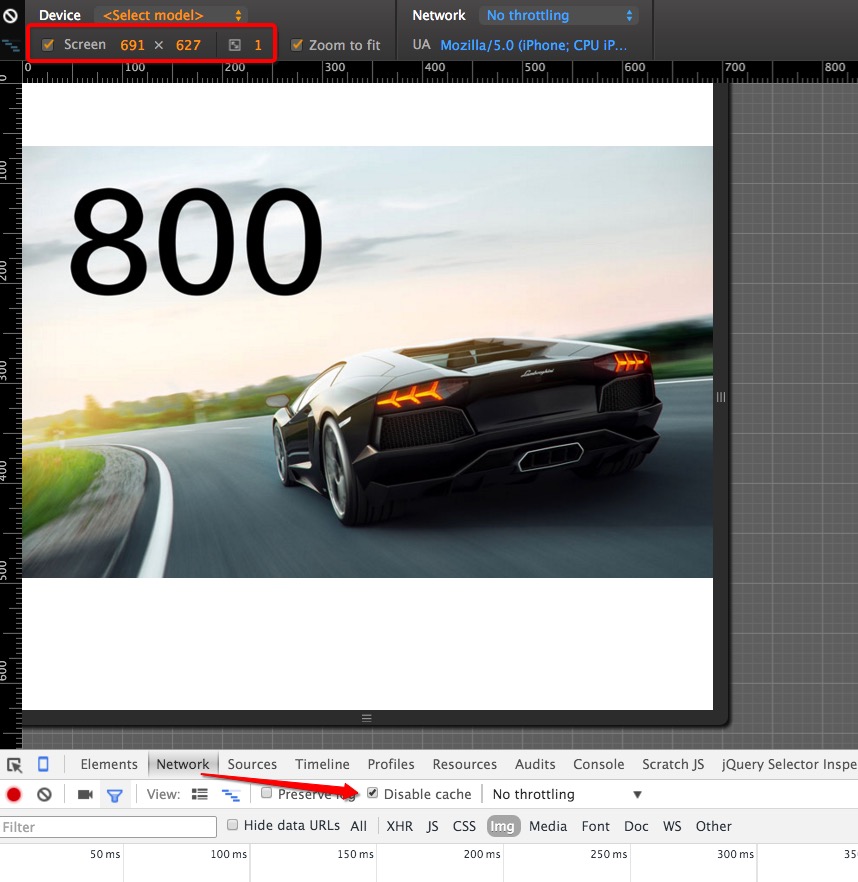 Device <Select model> Network No throttling
Screen 691 × 627 1 Zoom to fit UA Mozilla/5.0 (iPhone; CPU iP...
0 100 200 300 400 500 600 700 800
0
100
200
300
400
500
600
800
Lamborghini
Elements Network Sources Timeline Profiles Resources Audits Console Scratch JS jQuery Selector Inspe
View: Preserve log Disable cache No throttling
Filter Hide data URLs All XHR JS CSS Img Media Font Doc WS Other
50 ms 100 ms 150 ms 200 ms 250 ms 300 ms 35